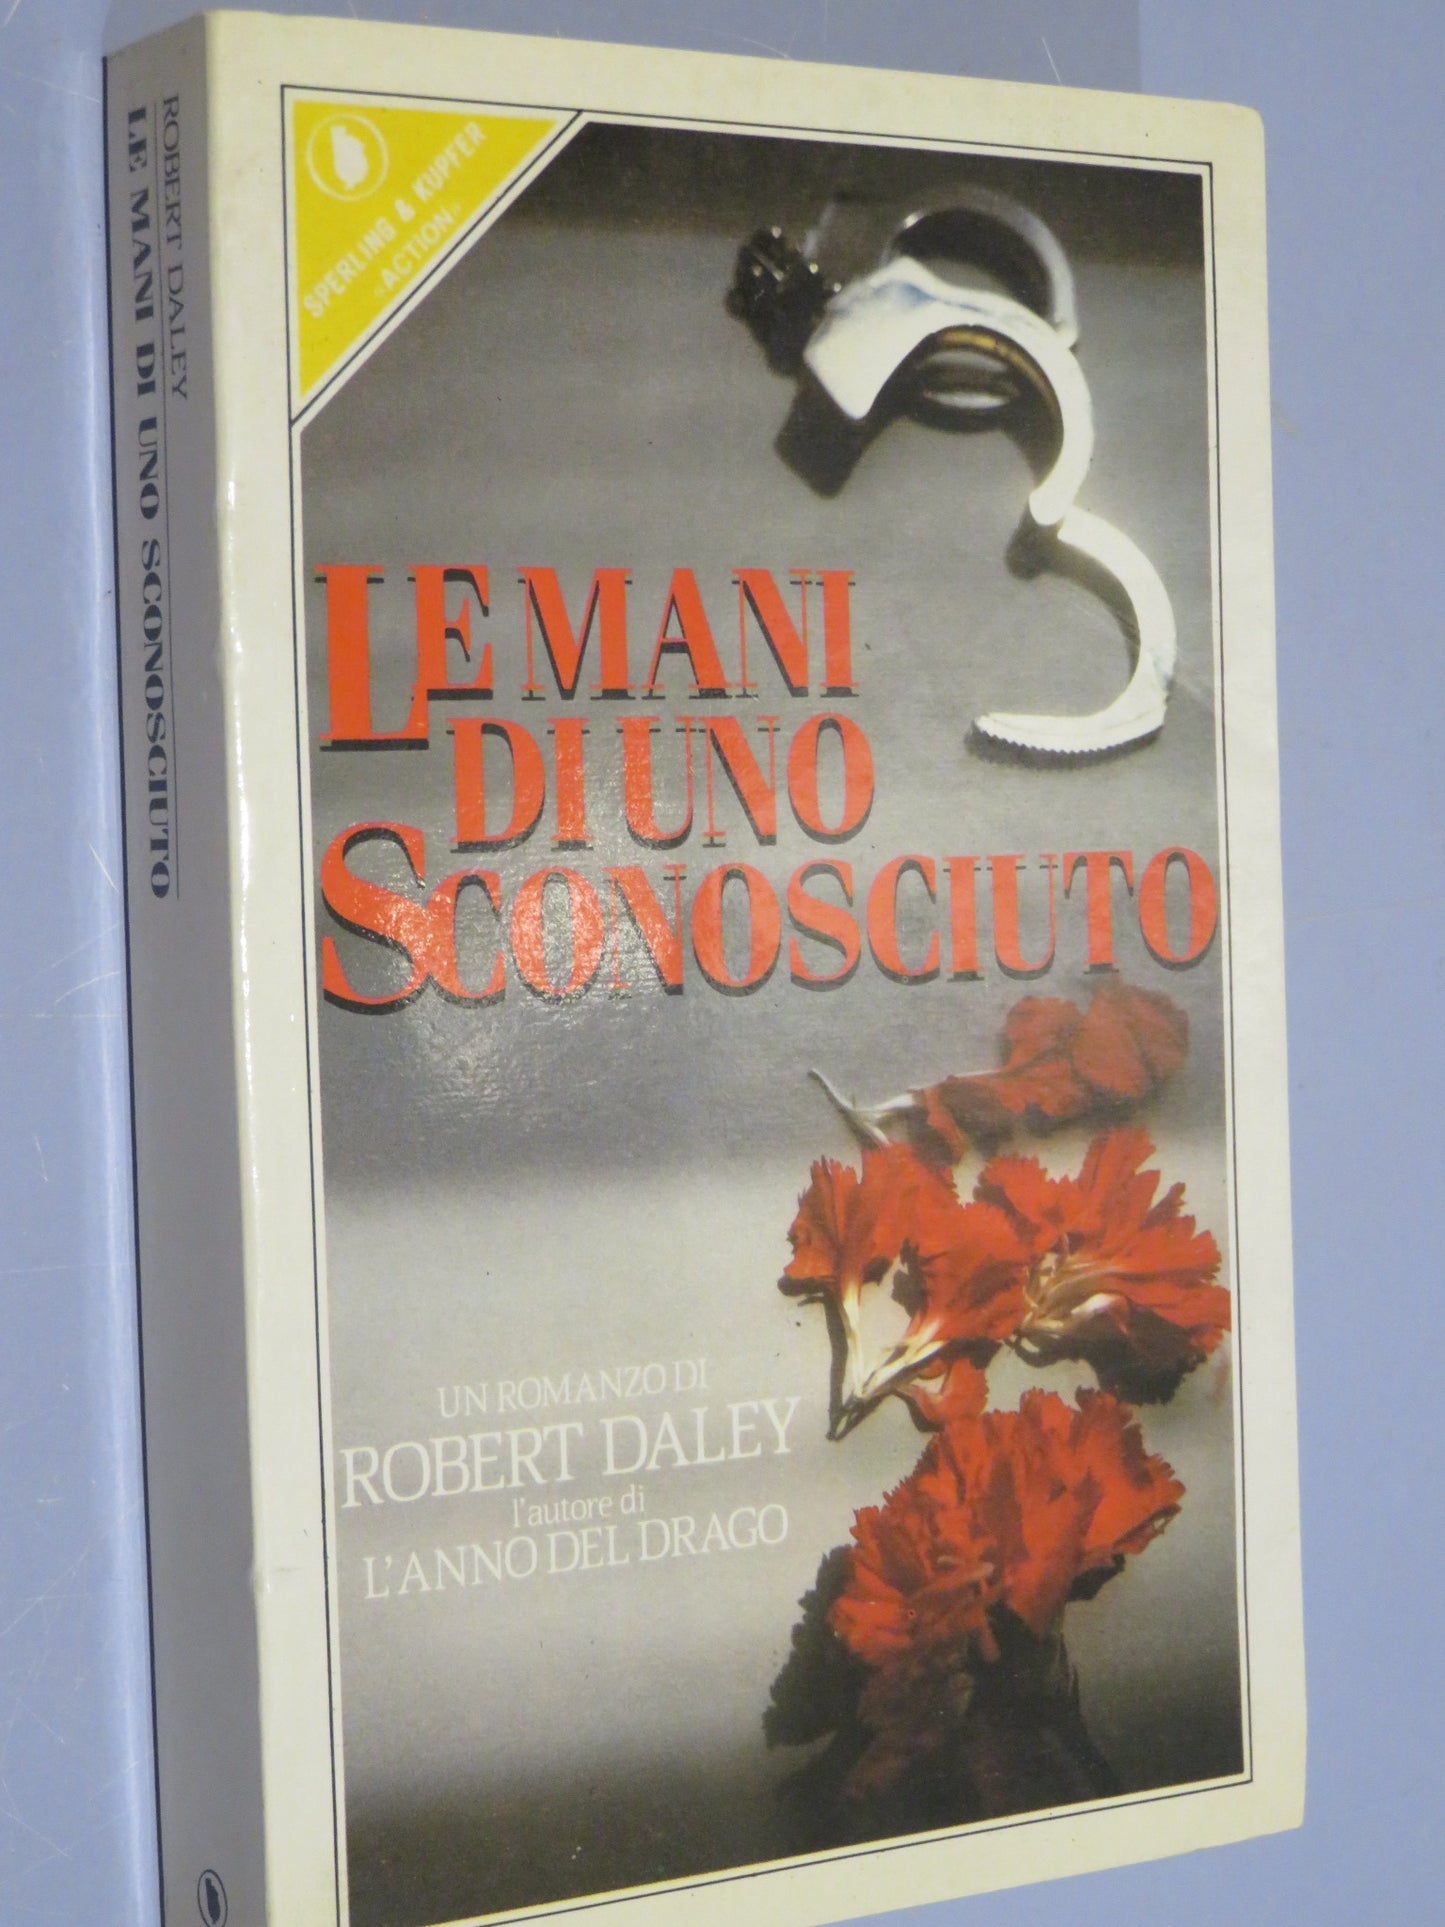 ROBERT DALEY
LE MANI DI UNO SCONOSCIUTO
SPERLING & KUPFER
«ACTION»
LE MANI
DI UNO
SCONOSCIUTO
UN ROMANZO DI
ROBERT DALEY
l'autore di
L'ANNO DEL DRAGO